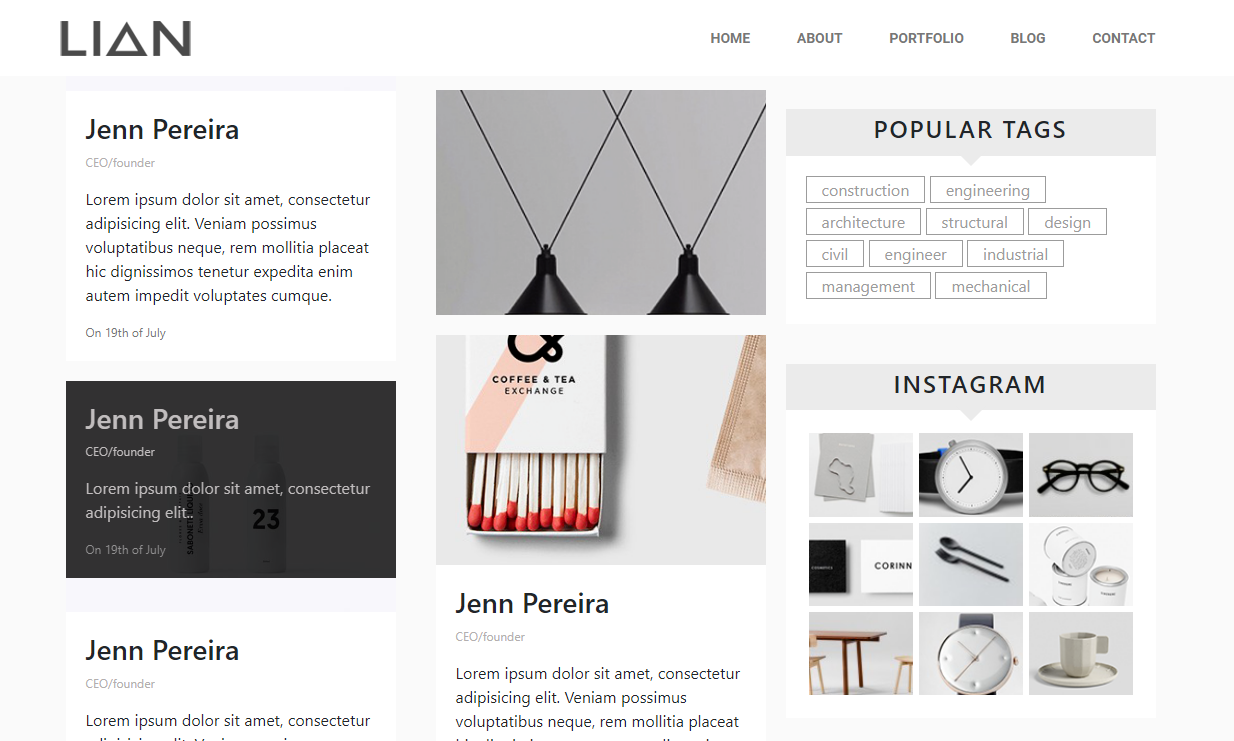 LIAN
HOME
ABOUT
PORTFOLIO
BLOG
CONTACT
Jenn Pereira
CEO/founder
Lorem ipsum dolor sit amet, consectetur
adipisicing elit. Veniam possimus
voluptatibus neque, rem mollitia placeat
hic dignissimos tenetur expedita enim
autem impedit voluptates cumque.
On 19th of July
Jenn Pereira
CEO/founder
Lorem ipsum dolor sit amet, consectetur
adipisicing elit.
On 19th of July
23
Jenn Pereira
CEO/founder
Lorem ipsum dolor sit amet, consectetur
&
COFFEE & TEA
EXCHANGE
Jenn Pereira
CEO/founder
Lorem ipsum dolor sit amet, consectetur
adipisicing elit. Veniam possimus
voluptatibus neque, rem mollitia placeat
POPULAR TAGS
construction
engineering
architecture
structural
design
civil
engineer
industrial
management
mechanical
INSTAGRAM
CORINN